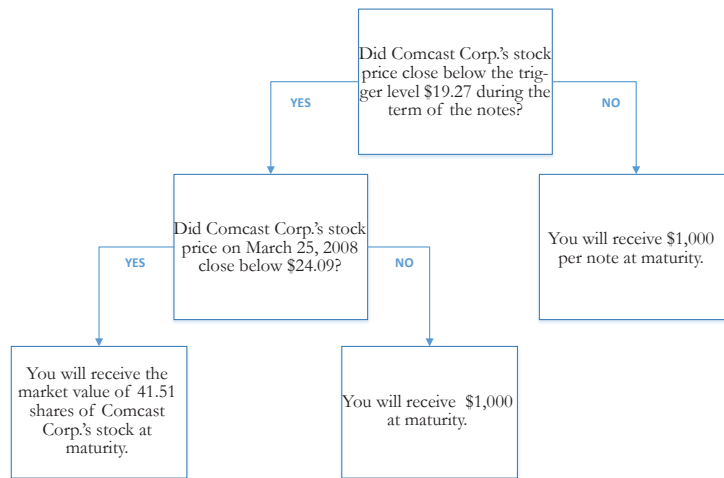 Did Comcast Corp.'s stock
price close below the trig-
ger level $19.27 during the
term of the notes?
YES
NO
Did Comcast Corp.'s stock
price on March 25, 2008
close below $24.09?
You will receive $1,000
per note at maturity.
YES
NO
You will receive the
market value of 41.51
shares of Comcast
Corp.'s stock at
maturity.
You will receive $1,000
at maturity.